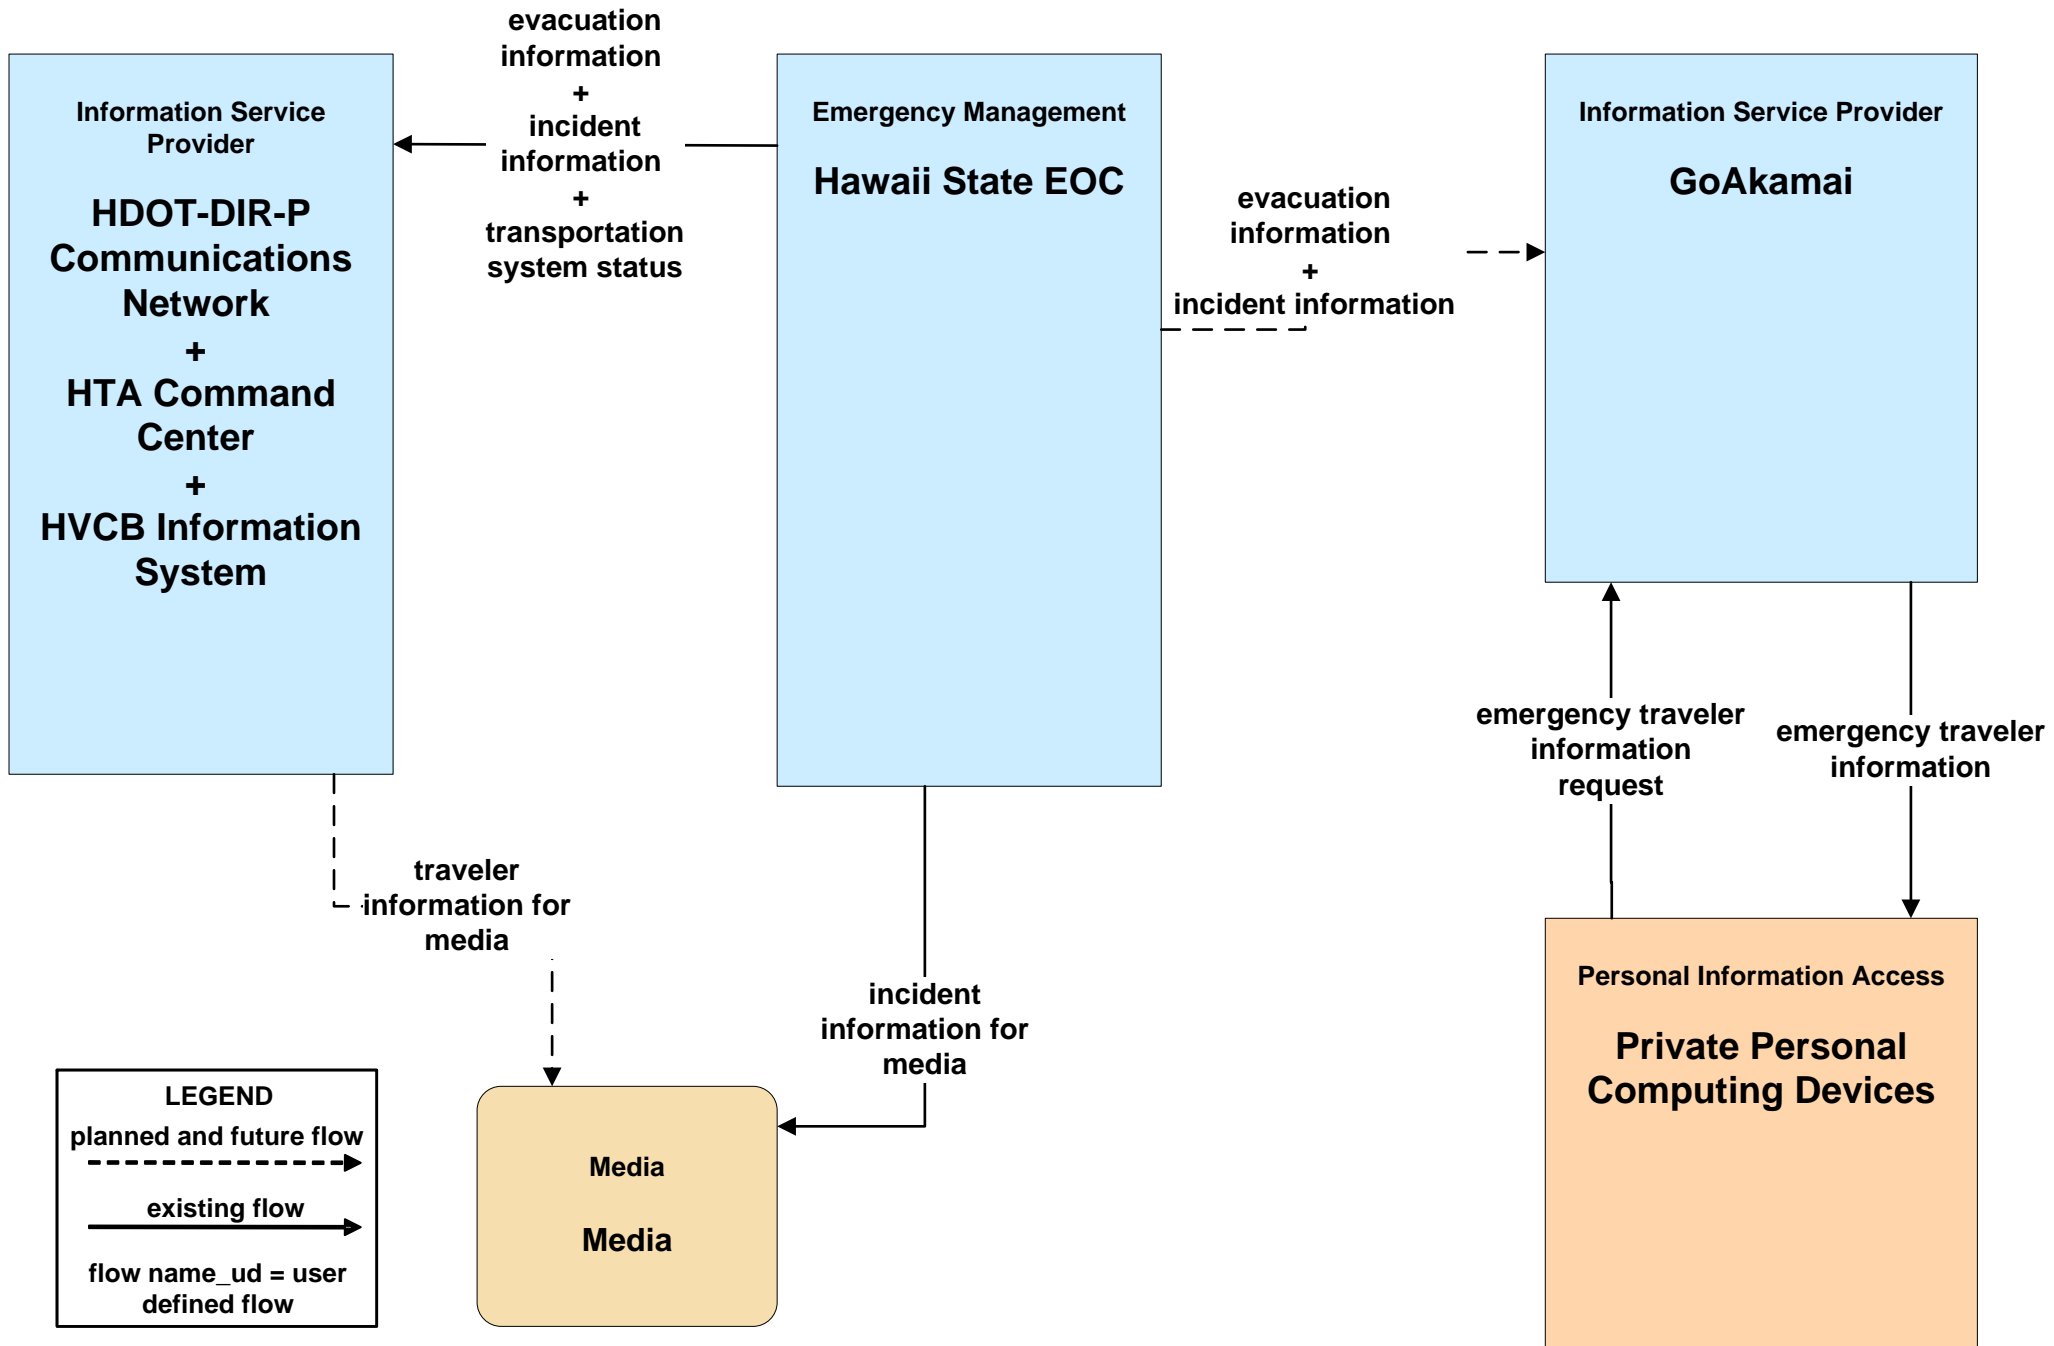 evacuation
information
+
incident
information
+
transportation
system status
Information Service
Provider
HDOT-DIR-P
Communications
Network
+
HTA Command
Center
+
HVCB Information
System
Emergency Management
Hawaii State EOC
evacuation
information
+
incident information
Information Service Provider
GoAkamai
emergency traveler
information
request
emergency traveler
information
traveler
information for
media
incident
information for
media
Personal Information Access
Private Personal
Computing Devices
Media
Media
LEGEND
planned and future flow
existing flow
flow name_ud = user
defined flow